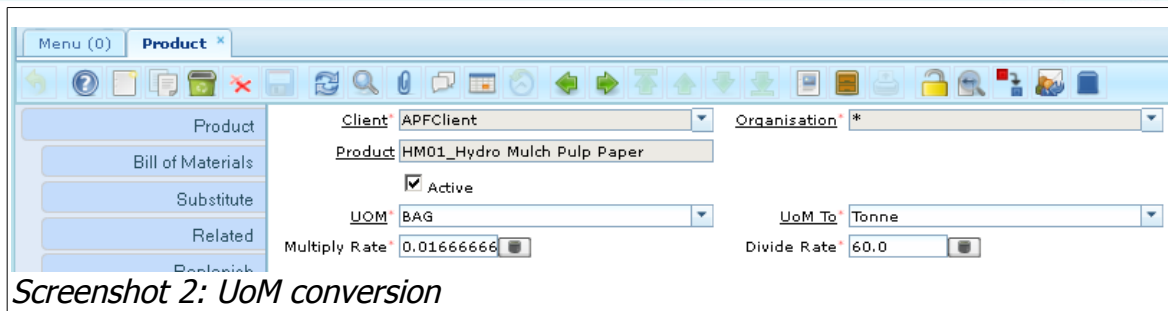 Menu (0) Product ×
Product Client* APFClient Organisation* *
Bill of Materials Product HM01_Hydro Mulch Pulp Paper
Active
Substitute
UOM* BAG UoM To* Tonne
Related
Multiply Rate* 0.01666666 Divide Rate* 60.0
Replenish
Screenshot 2: UoM conversion